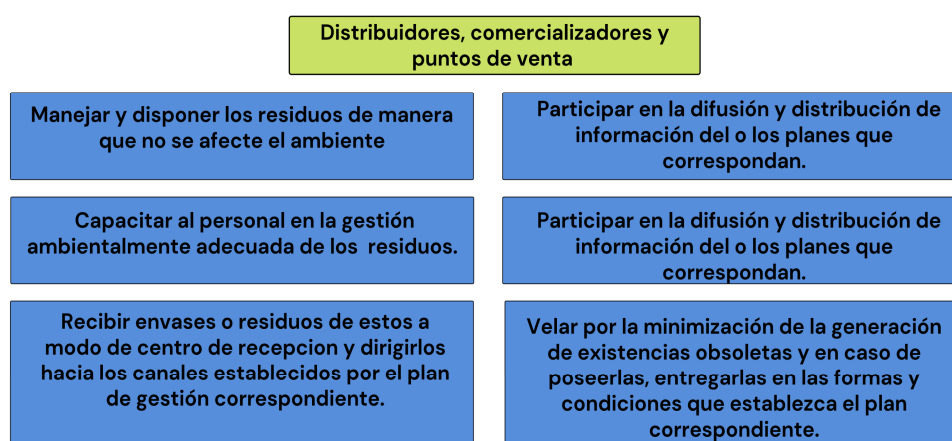 Distribuidores, comercializadores y
puntos de venta
Manejar y disponer los residuos de manera
que no se afecte el ambiente
Participar en la difusión y distribución de
información del o los planes que
correspondan.
Capacitar al personal en la gestión
ambientalmente adecuada de los residuos.
Participar en la difusión y distribución de
información del o los planes que
correspondan.
Recibir envases o residuos de estos a
modo de centro de recepcion y dirigirlos
hacia los canales establecidos por el plan
de gestión correspondiente.
Velar por la minimización de la generación
de existencias obsoletas y en caso de
poseerlas, entregarlas en las formas y
condiciones que establezca el plan
correspondiente.